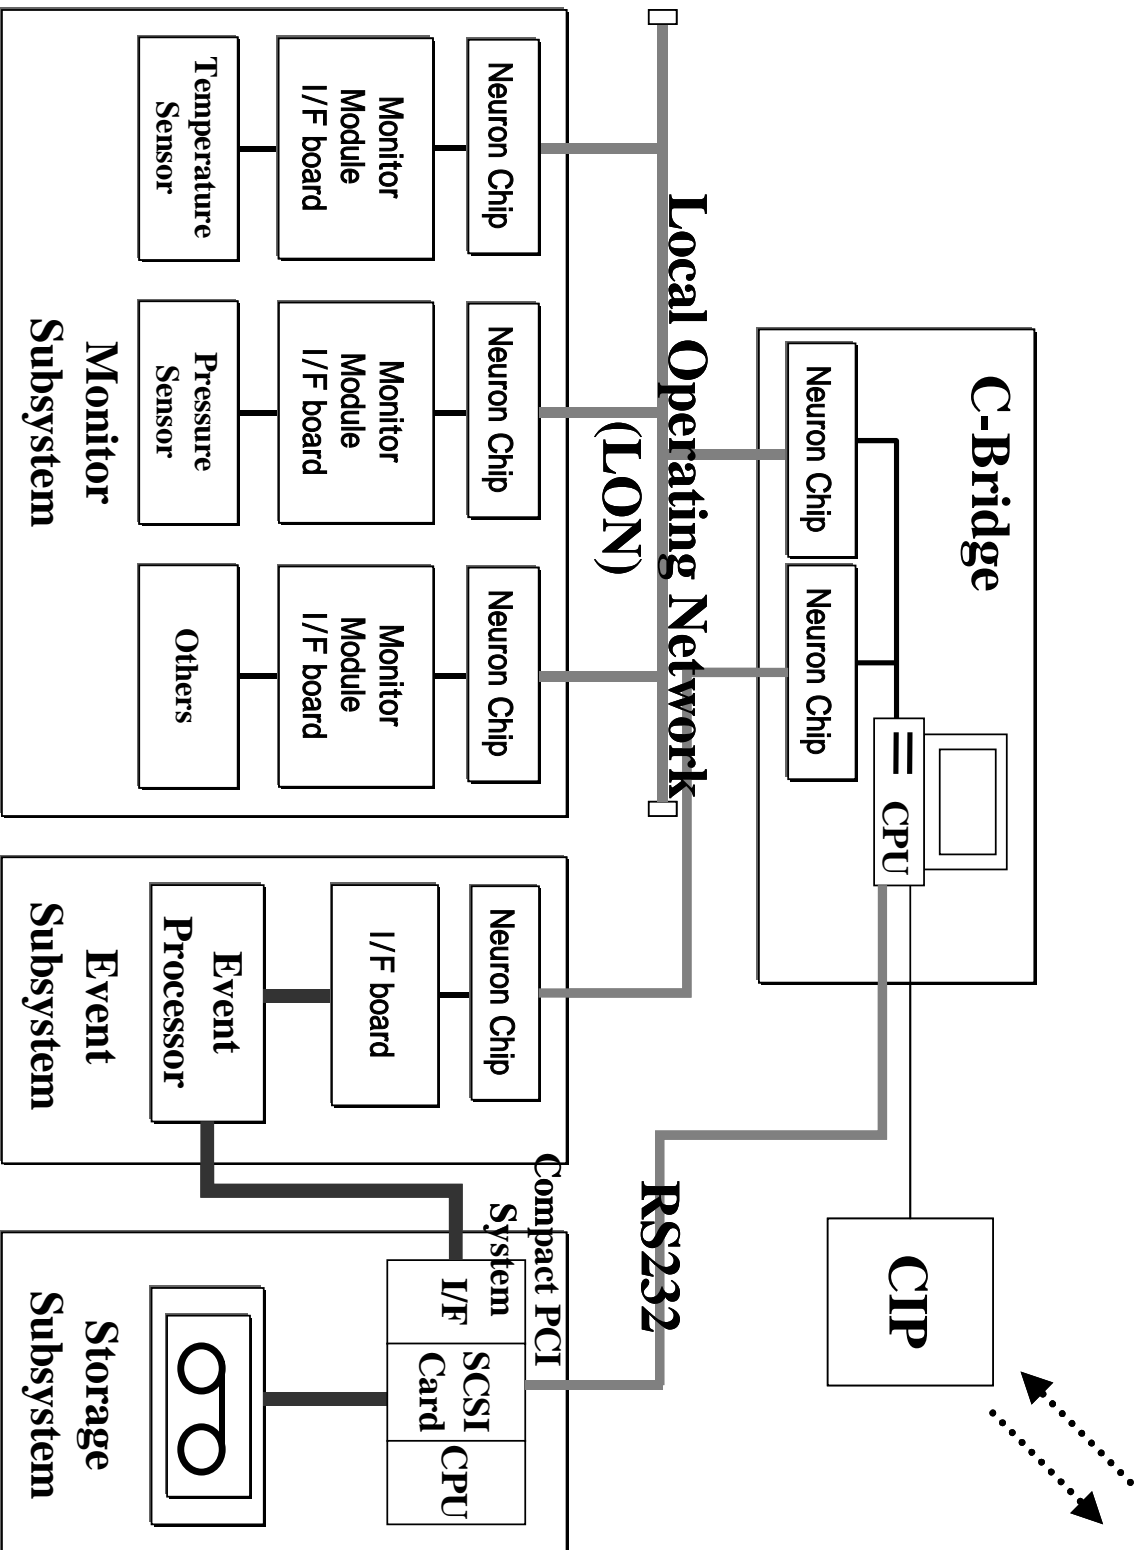 C-Bridge
Neuron Chip
Neuron Chip
CPU
CIP
Local Operating Network
(LON)
RS232
Neuron Chip
Monitor
Module
I/F board
Temperature
Sensor
Neuron Chip
Monitor
Module
I/F board
Pressure
Sensor
Neuron Chip
Monitor
Module
I/F board
Others
Monitor
Subsystem
Neuron Chip
I/F board
Event
Processor
Event
Subsystem
Compact PCI
System
I/F
SCSI
Card
CPU
Storage
Subsystem